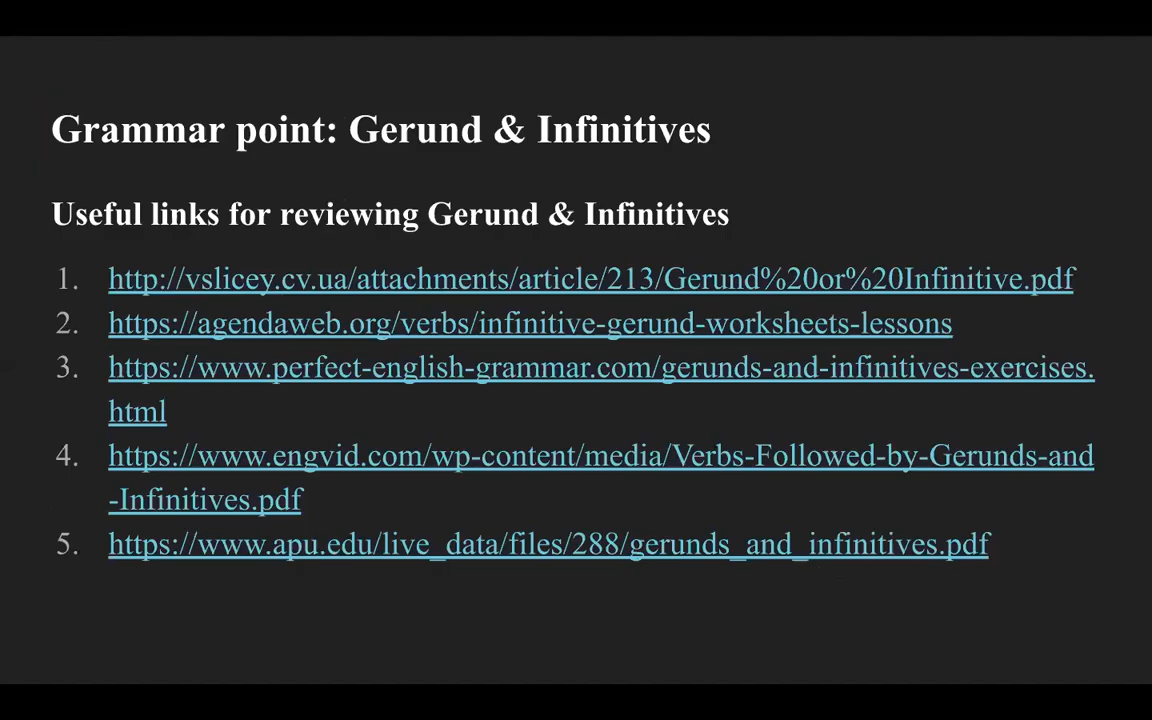 Grammar point: Gerund & Infinitives
Useful links for reviewing Gerund & Infinitives
1. http://vslicey.cv.ua/attachments/article/213/Gerund%20or%20Infinitive.pdf
2. https://agendaweb.org/verbs/infinitive-gerund-worksheets-lessons
3. https://www.perfect-english-grammar.com/gerunds-and-infinitives-exercises.
html
4. https://www.engvid.com/wp-content/media/Verbs-Followed-by-Gerunds-and
-Infinitives.pdf
5. https://www.apu.edu/live_data/files/288/gerunds_and_infinitives.pdf